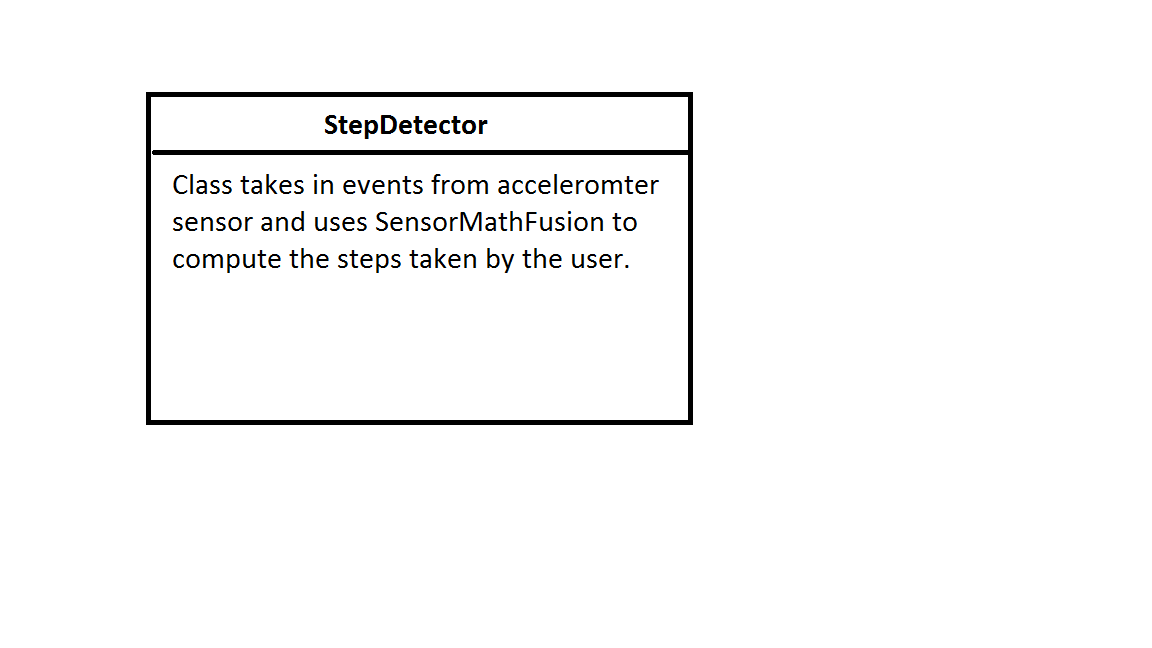 StepDetector
Class takes in events from acceleromter
sensor and uses SensorMathFusion to
compute the steps taken by the user.